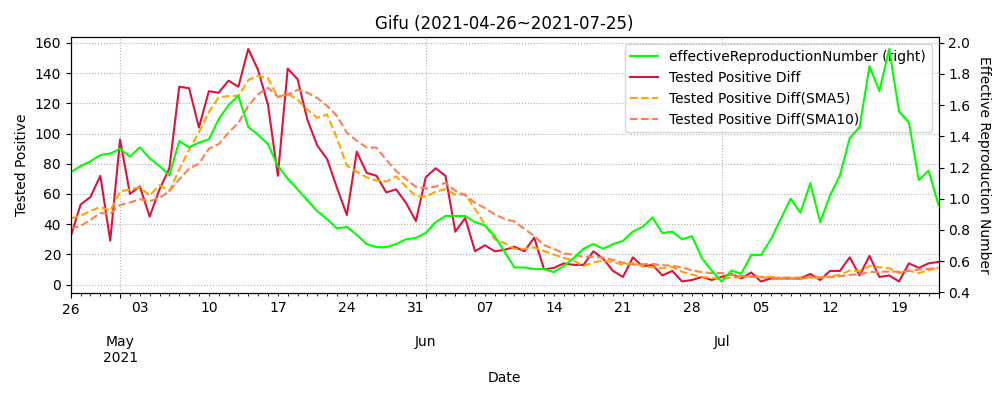 Gifu (2021-04-26~2021-07-25)
160
140
120
100
80
60
40
20
0
Tested Positive
effectiveReproductionNumber (right)
Tested Positive Diff
Tested Positive Diff(SMA5)
Tested Positive Diff(SMA10)
2.0
1.8
1.6
1.4
1.2
1.0
0.8
0.6
0.4
Effective Reproduction Number
26 03 10 17 24 31 07 14 21 28 05 12 19
May Jun Jul
2021
Date